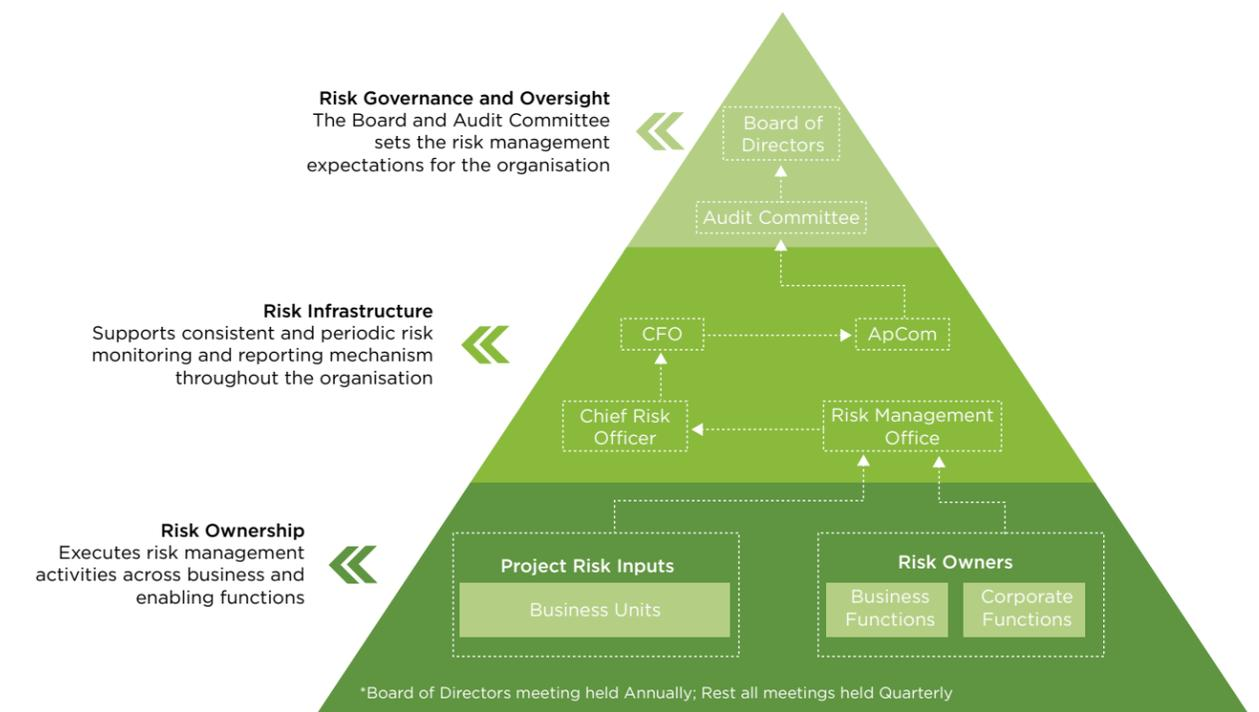 Risk Governance and Oversight
The Board and Audit Committee
sets the risk management
expectations for the organisation
Board of
Directors
Audit Committee
Risk Infrastructure
Supports consistent and periodic risk
monitoring and reporting mechanism
throughout the organisation
CFO
ApCom
Chief Risk
Officer
Risk Management
Office
Risk Ownership
Executes risk management
activities across business and
enabling functions
Project Risk Inputs
Business Units
Risk Owners
Business
Functions
Corporate
Functions
*Board of Directors meeting held Annually; Rest all meetings held Quarterly